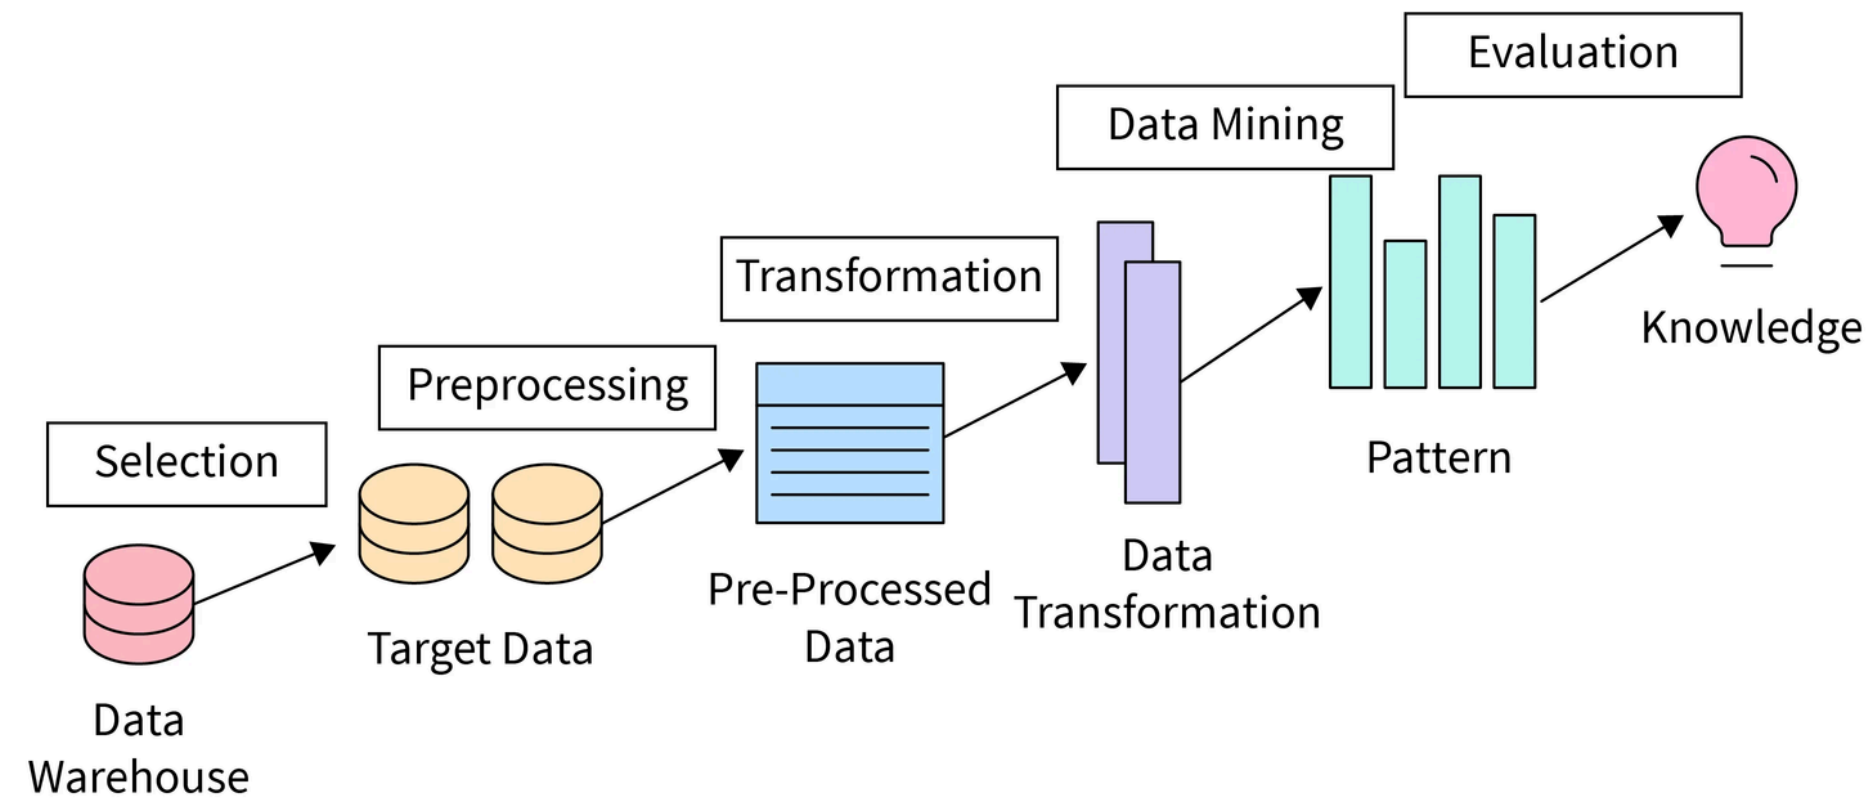 Evaluation
Data Mining
Transformation
Preprocessing
Selection
Knowledge
Pattern
Data
Transformation
Pre-Processed
Data
Target Data
Data
Warehouse